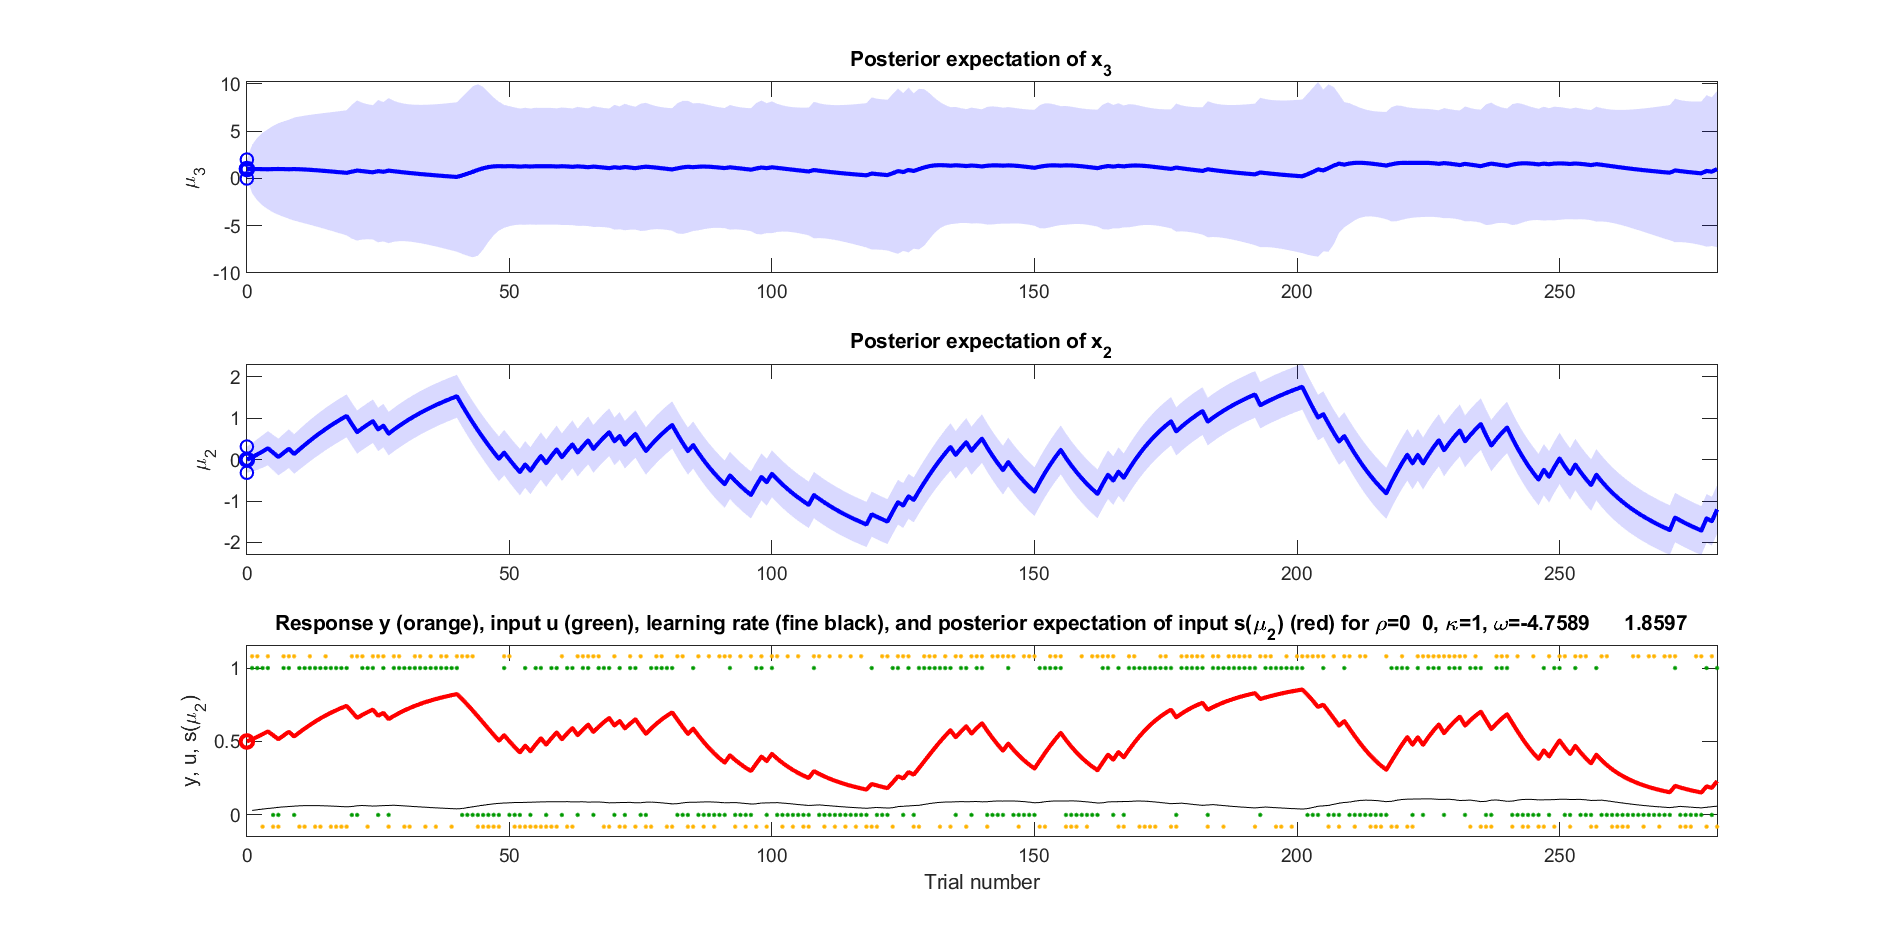 Posterior expectation of x3
10
5
0
-5
-10
μ3
0 50 100 150 200 250
Posterior expectation of x2
2
1
0
-1
-2
μ2
0 50 100 150 200 250
Response y (orange), input u (green), learning rate (fine black), and posterior expectation of input s(μ2) (red) for ρ=0 0, κ=1, ω=-4.7589 1.8597
1
0.5
0
y, u, s(μ2)
0 50 100 150 200 250
Trial number